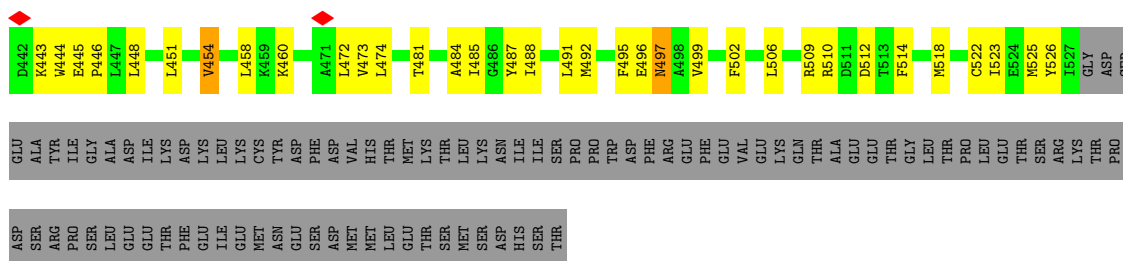 D442 K443 W444 E445 P446 L447 L448 L451 V454 L458 K459 K460 A471 L472 V473 L474 T481 A484 I485 G486 Y487 I488 L491 M492 F495 E496 N497 A498 V499 F502 L506 R509 R510 D511 D512 T513 F514 M518 C522 I523 E524 M525 Y526 I527 GLY ASP SER
GLU ALA TYR ILE GLY ALA ASP ILE LYS ASP LYS LEU LYS CYS TYR ASP PHE ASP VAL HIS THR MET LYS THR LEU LYS ASN ILE ILE SER PRO PRO TRP ASP PHE ARG GLU PHE GLU VAL GLU LYS GLN THR ALA GLU GLU THR GLY LEU THR PRO LEU GLU THR SER ARG LYS THR PRO
ASP SER ARG PRO SER LEU GLU GLU THR PHE GLU ILE GLU MET ASN GLU SER ASP MET MET LEU GLU THR SER MET SER ASP HIS SER THR